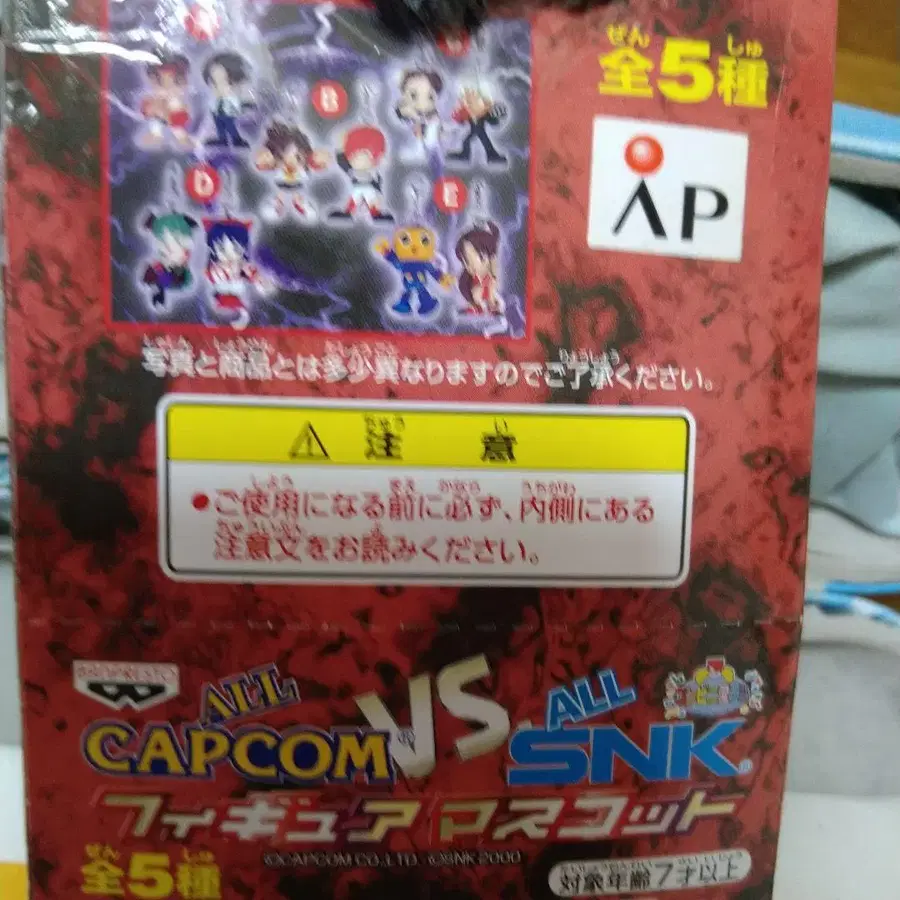 全5種
AP
A
B
D
E
写真と商品とは多少異なりますのでご了承ください。
⚠ 注意
●ご使用になる前に必ず、内側にある
注意文をお読みください。
BANPRESTO
ALL
CAPCOM
VS.
ALL
SNK
フィギュアマスコット
©CAPCOM CO.,LTD. ©SNK 2000
全5種
対象年齢7才以上